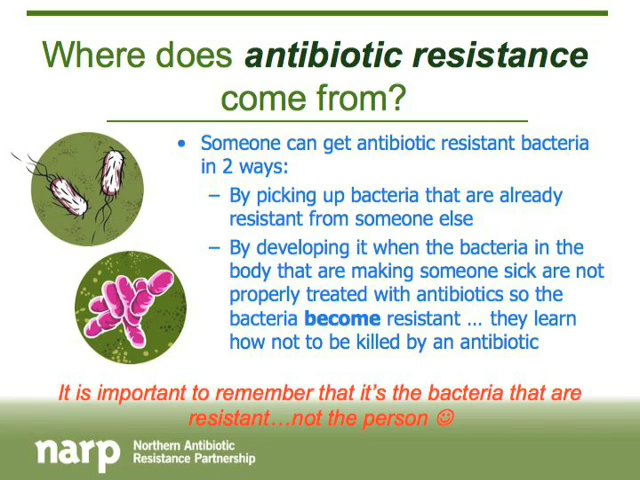 Where does antibiotic resistance
come from?
• Someone can get antibiotic resistant bacteria
in 2 ways:
– By picking up bacteria that are already
resistant from someone else
– By developing it when the bacteria in the
body that are making someone sick are not
properly treated with antibiotics so the
bacteria become resistant ... they learn
how not to be killed by an antibiotic
It is important to remember that it's the bacteria that are
resistant...not the person ☺
narp Northern Antibiotic
Resistance Partnership